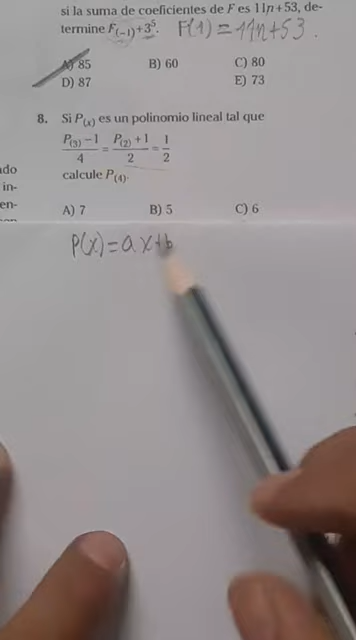 si la suma de coeficientes de F es 11n+53, de-
termine F(−1)+3⁵. F(1)=11n+53.
A) 85 B) 60 C) 80
D) 87 E) 73
8. Si P(x) es un polinomio lineal tal que
P(3)−1/4 = P(2)+1/2 = 1/2
calcule P(4).
ado
in-
en-
A) 7 B) 5 C) 6
P(x)=ax+b